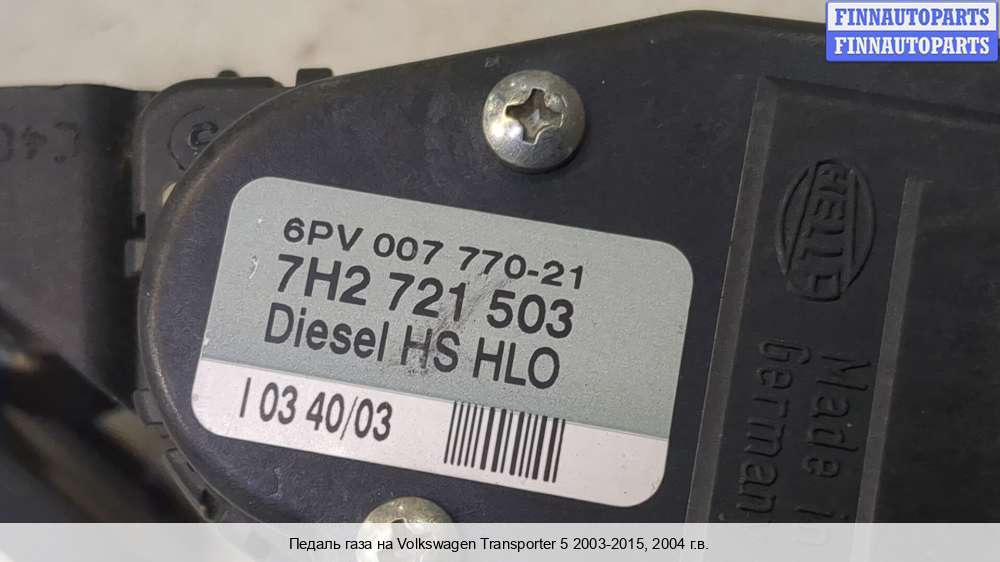 FINNAUTOPARTS
FINNAUTOPARTS
6PV 007 770-21
7H2 721 503
Diesel HS HLO
I 03 40/03
HELLA
Made In
German
Педаль газа на Volkswagen Transporter 5 2003-2015, 2004 г.в.